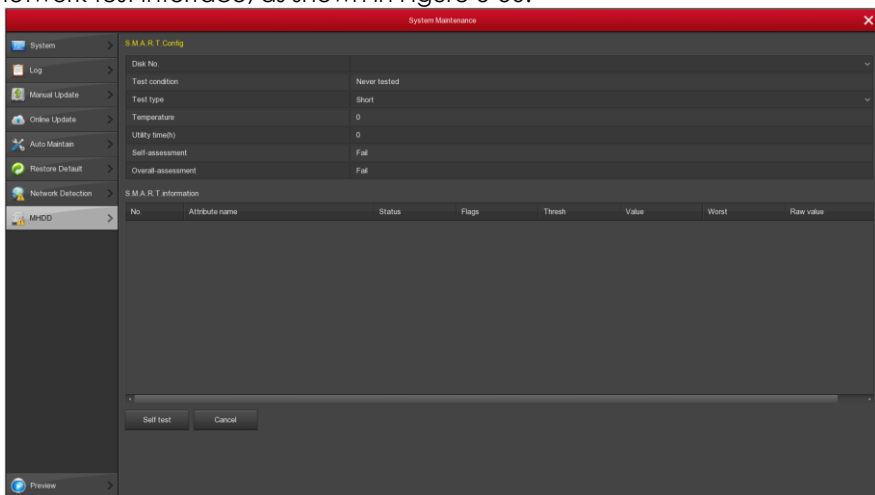 System Maintenance
System
Log
Manual Update
Online Update
Auto Maintain
Restore Default
Network Detection
MHDD
Preview
S.M.A.R.T.Config
Disk No.
Test condition Never tested
Test type Short
Temperature 0
Utility time(h) 0
Self-assessment Fail
Overall-assessment Fail
S.M.A.R.T.information
No. Attribute name Status Flags Thresh Value Worst Raw value
Self test Cancel